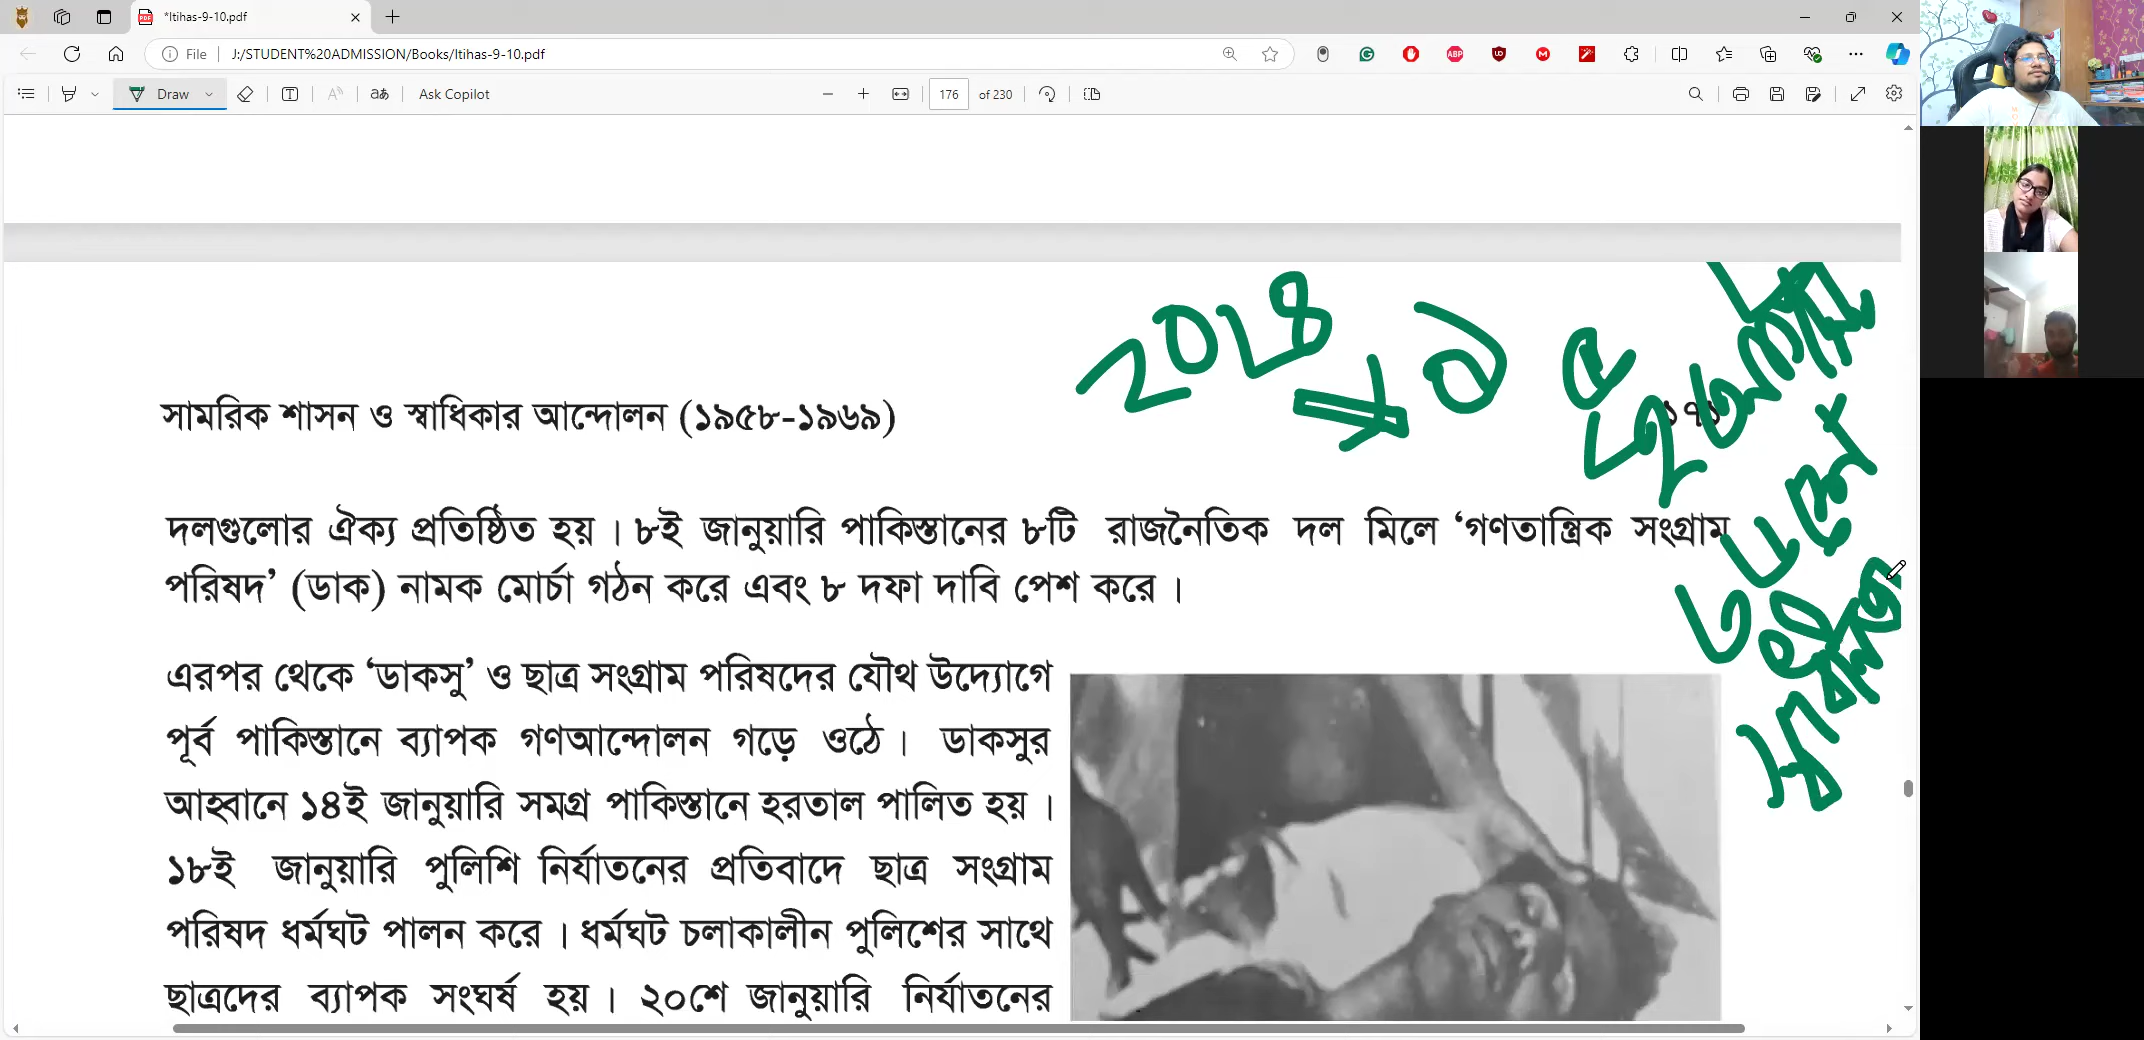 *Itihas-9-10.pdf
File J:/STUDENT%20ADMISSION/Books/Itihas-9-10.pdf
Draw aあ Ask Copilot 176 of 230
সামরিক শাসন ও স্বাধিকার আন্দোলন (১৯৫৮-১৯৬৯) ১৭১
দলগুলোর ঐক্য প্রতিষ্ঠিত হয়। ৮ই জানুয়ারি পাকিস্তানের ৮টি রাজনৈতিক দল মিলে ‘গণতান্ত্রিক সংগ্রাম
পরিষদ’ (ডাক) নামক মোর্চা গঠন করে এবং ৮ দফা দাবি পেশ করে।
এরপর থেকে ‘ডাকসু’ ও ছাত্র সংগ্রাম পরিষদের যৌথ উদ্যোগে
পূর্ব পাকিস্তানে ব্যাপক গণআন্দোলন গড়ে ওঠে। ডাকসুর
আহ্বানে ১৪ই জানুয়ারি সমগ্র পাকিস্তানে হরতাল পালিত হয়।
১৮ই জানুয়ারি পুলিশি নির্যাতনের প্রতিবাদে ছাত্র সংগ্রাম
পরিষদ ধর্মঘট পালন করে। ধর্মঘট চলাকালীন পুলিশের সাথে
ছাত্রদের ব্যাপক সংঘর্ষ হয়। ২০শে জানুয়ারি নির্যাতনের